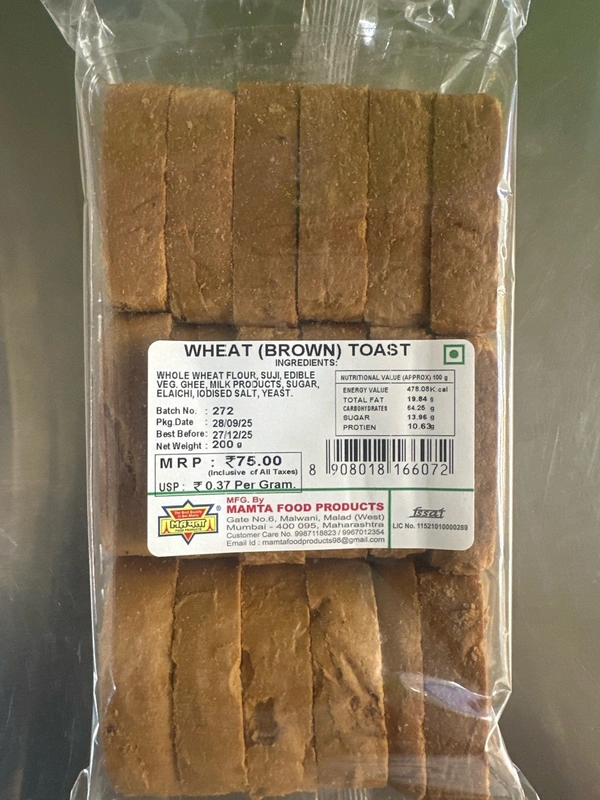 WHEAT (BROWN) TOAST
INGREDIENTS:
WHOLE WHEAT FLOUR, SUJI, EDIBLE
VEG. GHEE, MILK PRODUCTS, SUGAR,
ELAICHI, IODISED SALT, YEAST.
Batch No. : 272
Pkg.Date : 28/09/25
Best Before: 27/12/25
Net Weight : 200 g
NUTRITIONAL VALUE (APPROX) 100 g
ENERGY VALUE 478.08K.cal
TOTAL FAT 19.84 g
CARBOHYDRATES 64.25 g
SUGAR 13.96 g
PROTIEN 10.63g
MRP : ₹75.00
(Inclusive of All Taxes)
USP : ₹ 0.37 Per Gram.
8 908018 166072
MFG. By
MAMTA FOOD PRODUCTS
Gate No.6, Malwani, Malad (West)
Mumbai - 400 095, Maharashtra
Customer Care No. 9987118823 / 9967012354
Email Id : mamtafoodproducts98@gmail.com
MAMTA
fssai
LIC No. 11521010000289